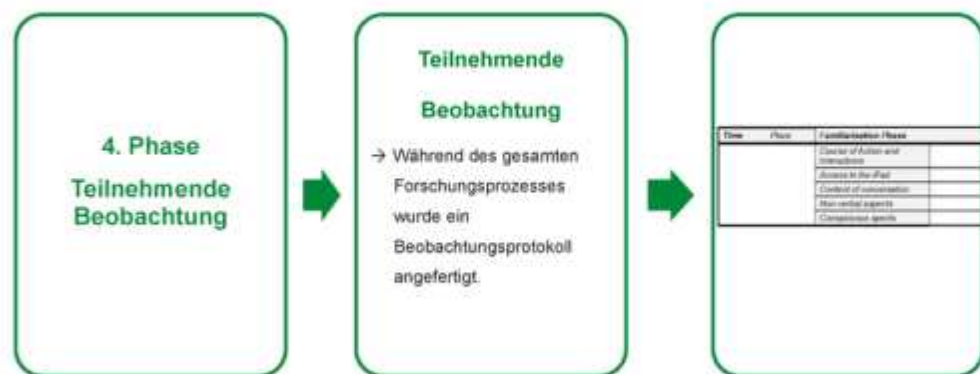 4. Phase
Teilnehmende
Beobachtung
Teilnehmende
Beobachtung
→ Während des gesamten
Forschungsprozesses
wurde ein
Beobachtungsprotokoll
angefertigt.
Time Place Familiarisation Phase
Course of Action and
Interactions
Access to the iPad
Content of conversation
Non-verbal aspects
Conspicuous